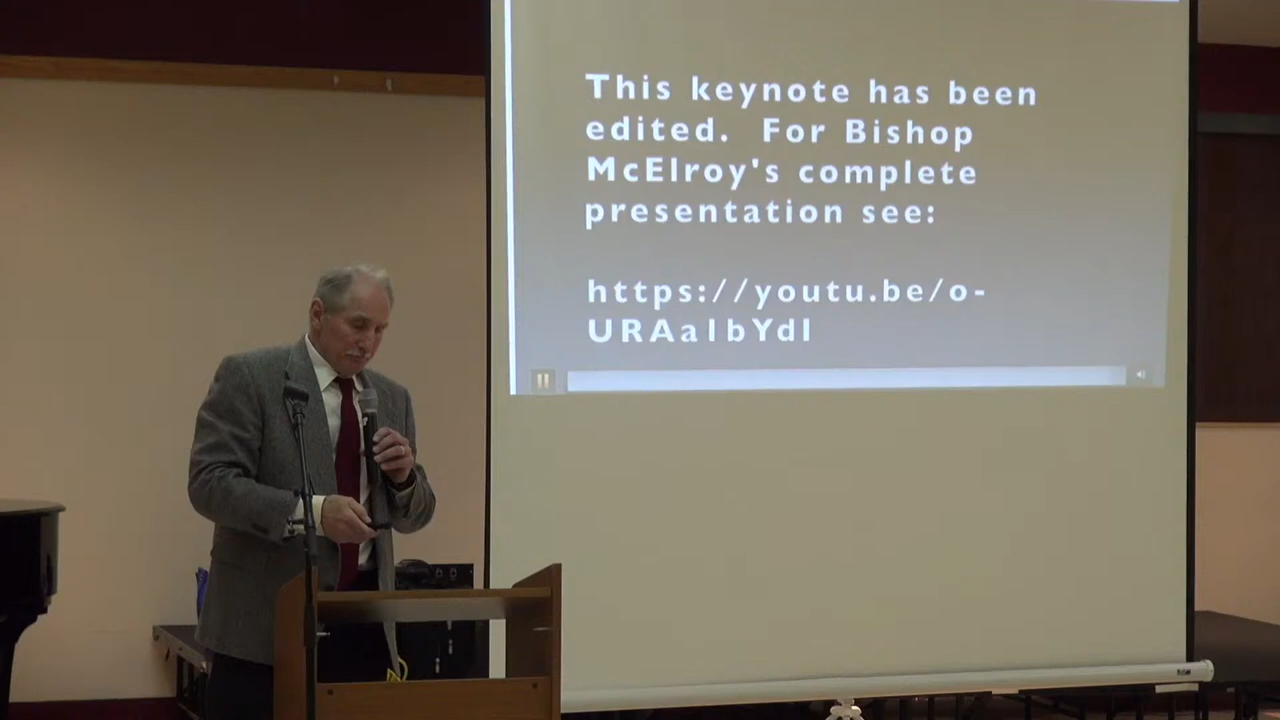 This keynote has been
edited. For Bishop
McElroy's complete
presentation see:
https://youtu.be/o-
URAalbYdI